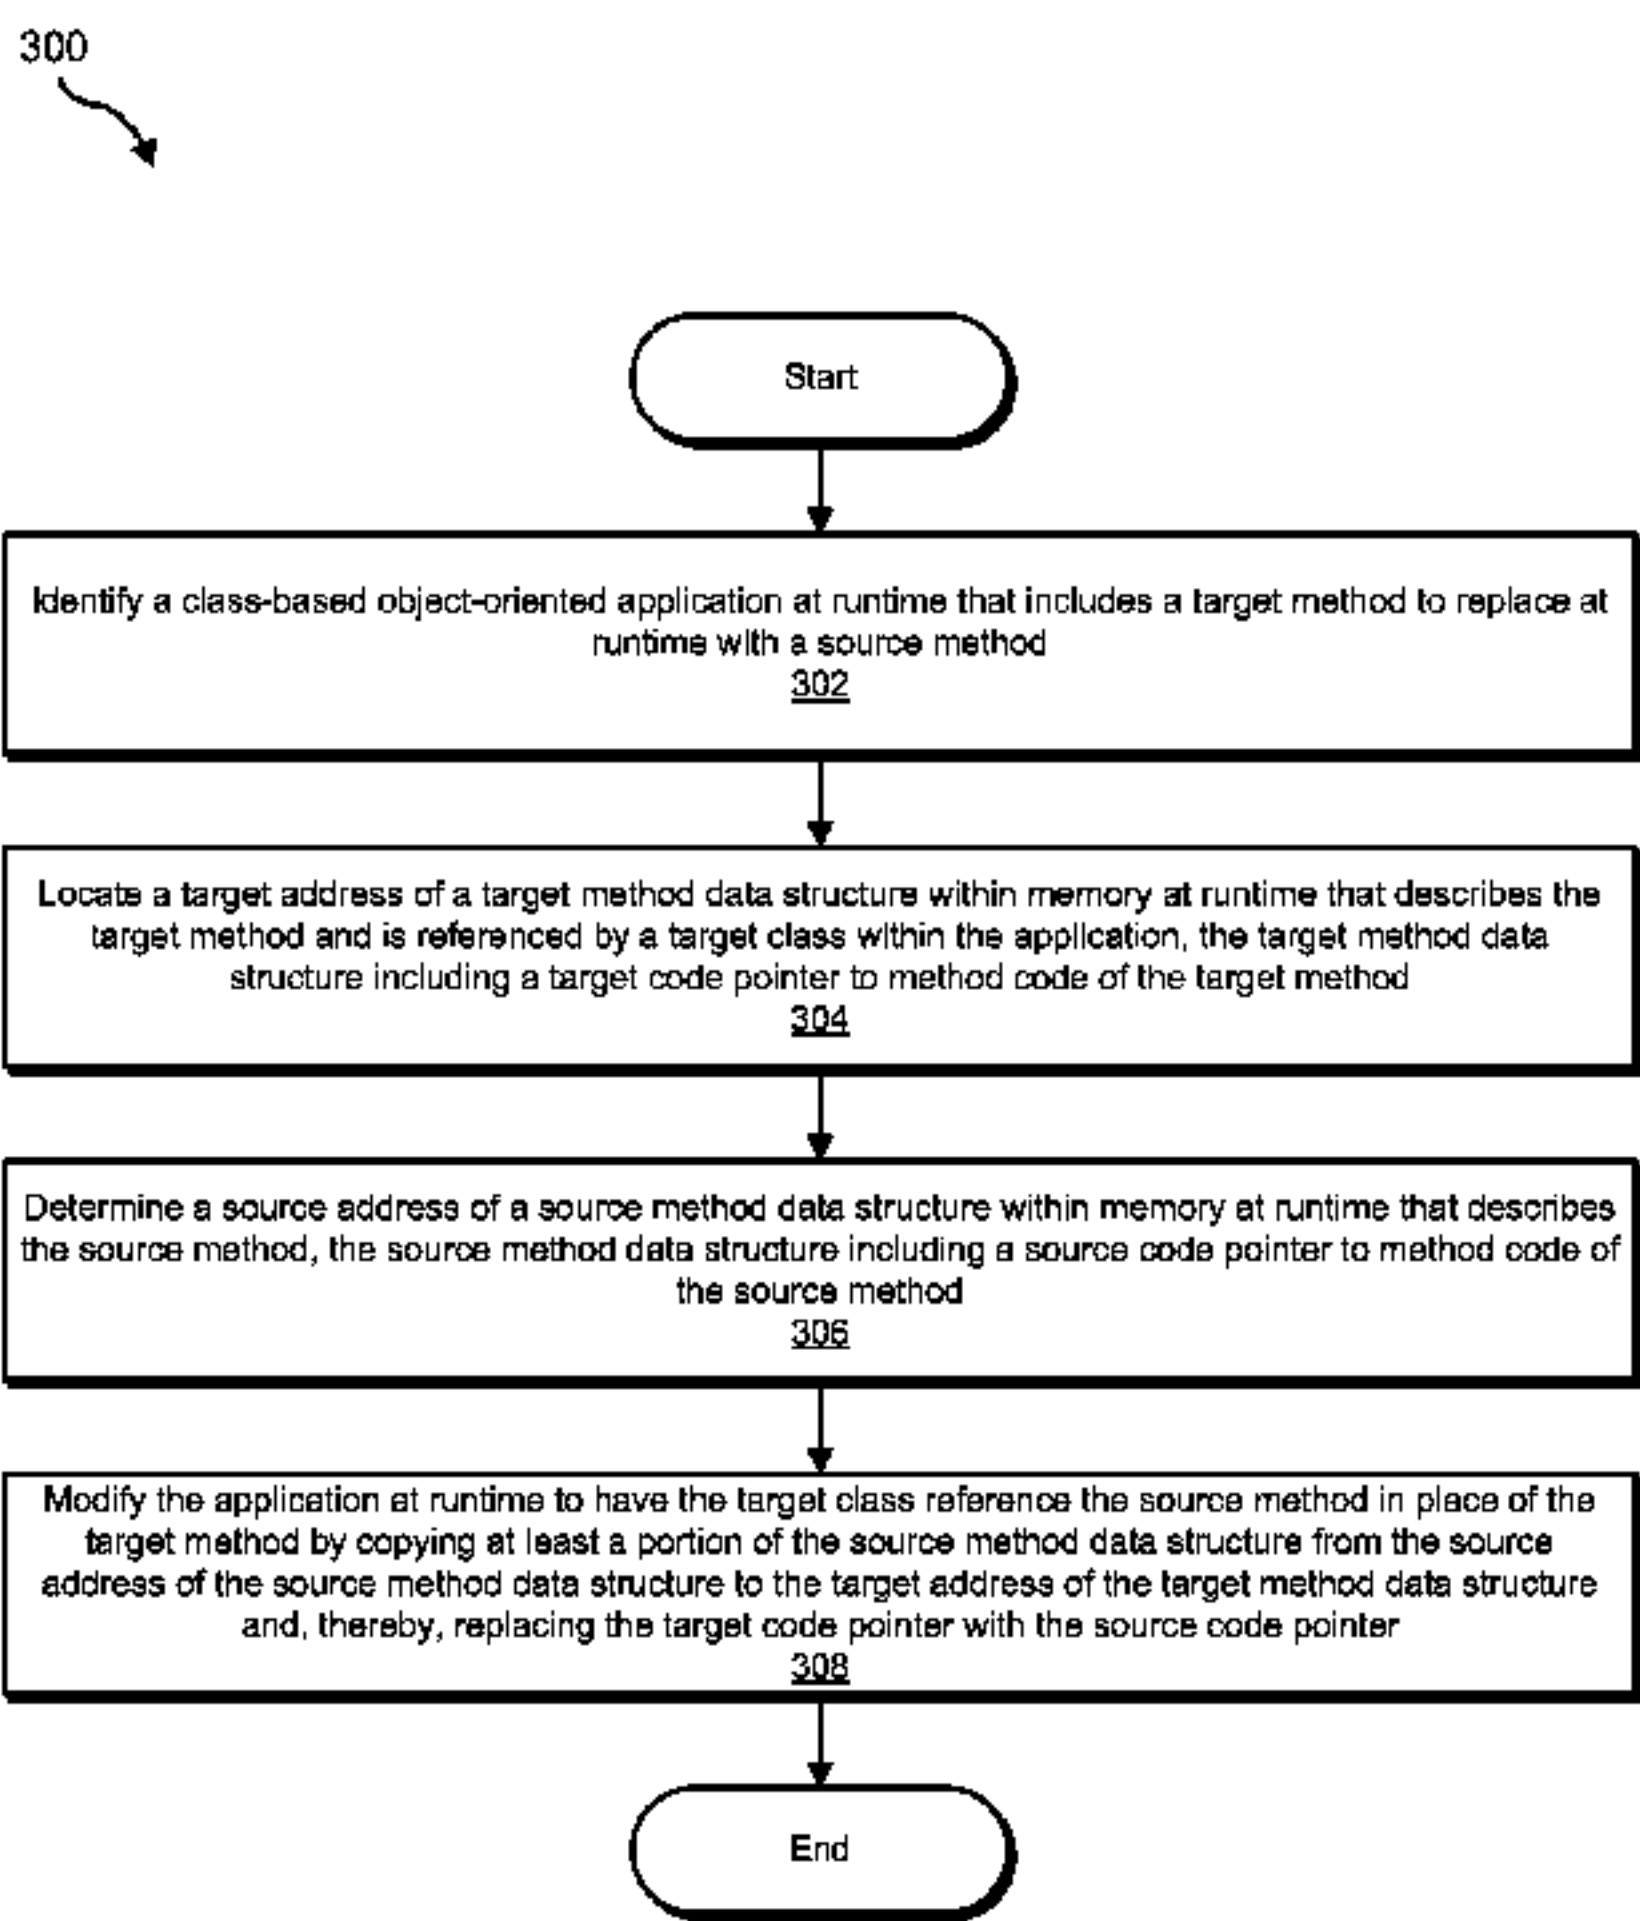 300
Start
Identify a class-based object-oriented application at runtime that includes a target method to replace at
runtime with a source method
302
Locate a target address of a target method data structure within memory at runtime that describes the
target method and is referenced by a target class within the application, the target method data
structure including a target code pointer to method code of the target method
304
Determine a source address of a source method data structure within memory at runtime that describes
the source method, the source method data structure including a source code pointer to method code of
the source method
306
Modify the application at runtime to have the target class reference the source method in place of the
target method by copying at least a portion of the source method data structure from the source
address of the source method data structure to the target address of the target method data structure
and, thereby, replacing the target code pointer with the source code pointer
308
End